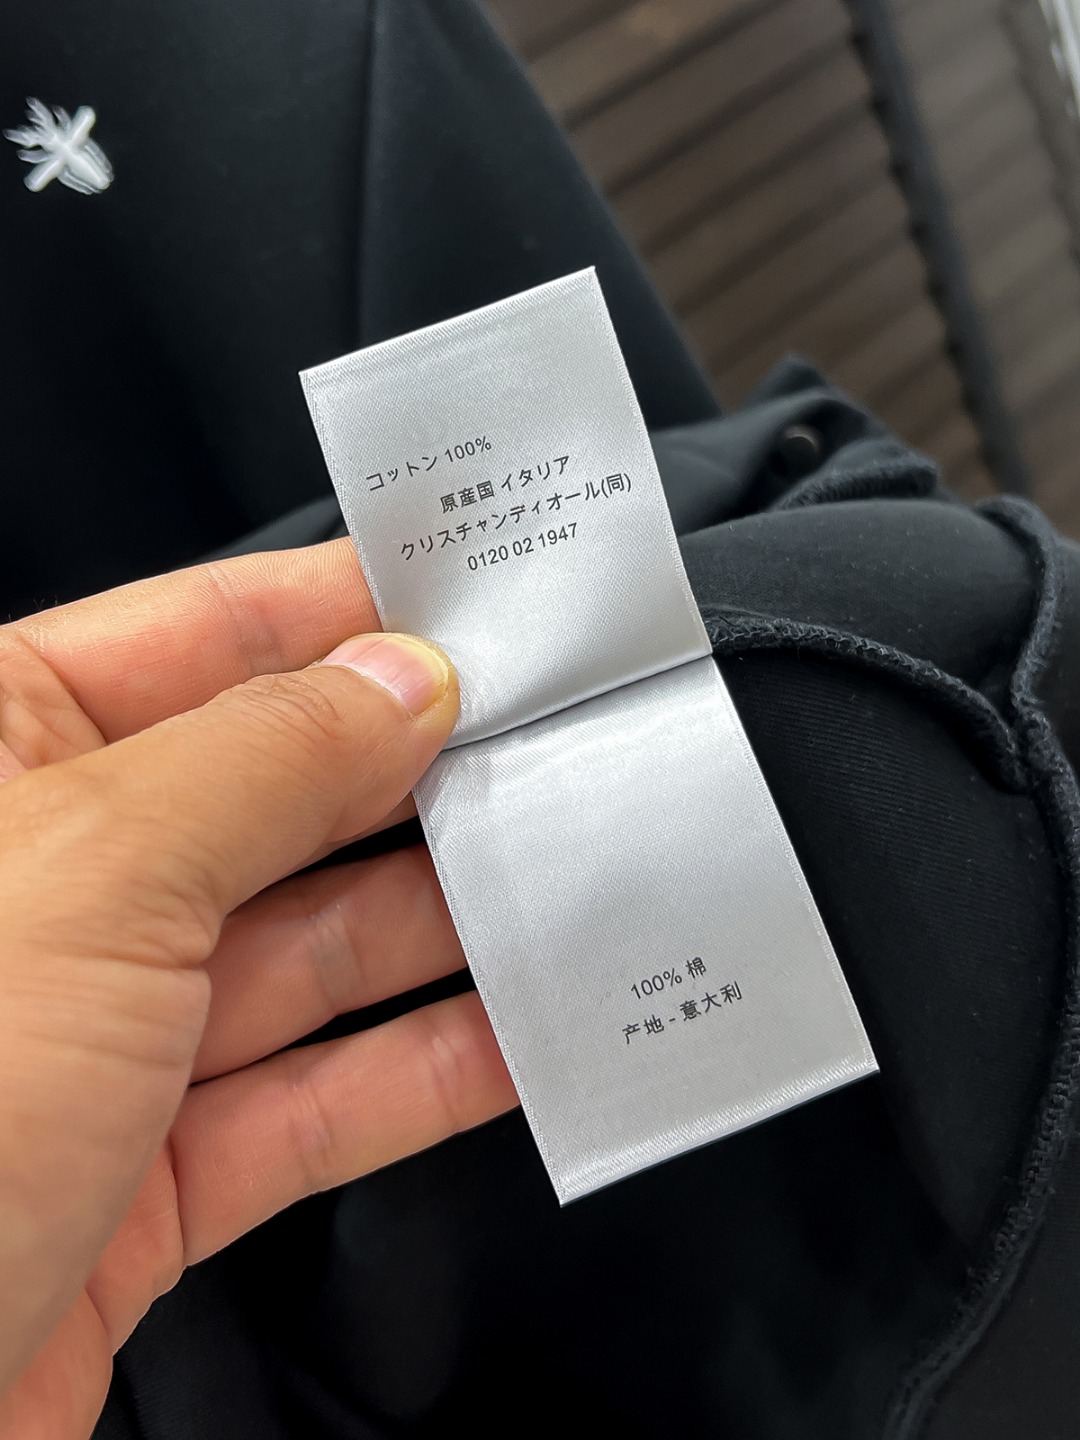 コットン 100%
原産国 イタリア
クリスチャンディオール(同)
0120 02 1947
100% 棉
产地 - 意大利